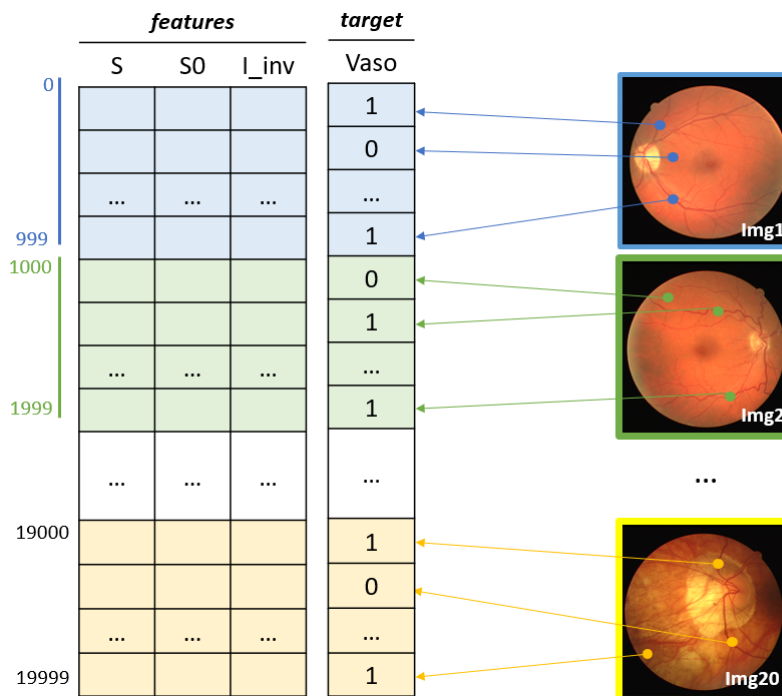 features target
S S0 I_inv Vaso
0
1
0
... ... ... ...
999 1 Img1
1000 0
1
... ... ... ...
1999 1 Img2
... ... ... ... ...
19000 1
0
... ... ... ...
19999 1 Img20